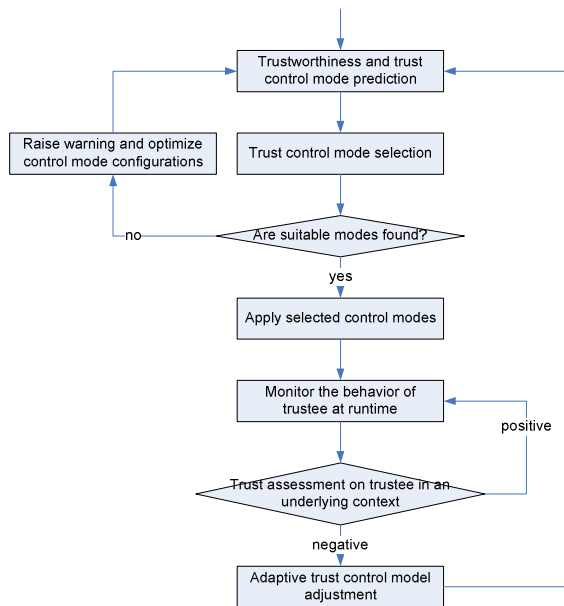 Trustworthiness and trust
control mode prediction
Raise warning and optimize
control mode configurations
Trust control mode selection
no
Are suitable modes found?
yes
Apply selected control modes
Monitor the behavior of
trustee at runtime
positive
Trust assessment on trustee in an
underlying context
negative
Adaptive trust control model
adjustment